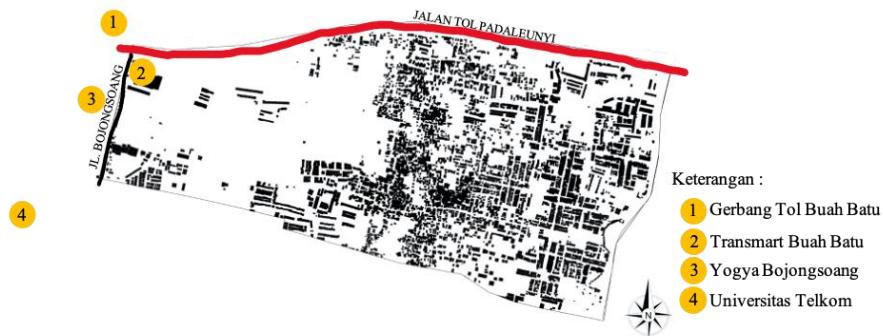 1
JALAN TOL PADALEUNYI
2
3
JL. BOJONGSOANG
4
Keterangan :
1 Gerbang Tol Buah Batu
2 Transmart Buah Batu
3 Yogya Bojongsoang
4 Universitas Telkom
N